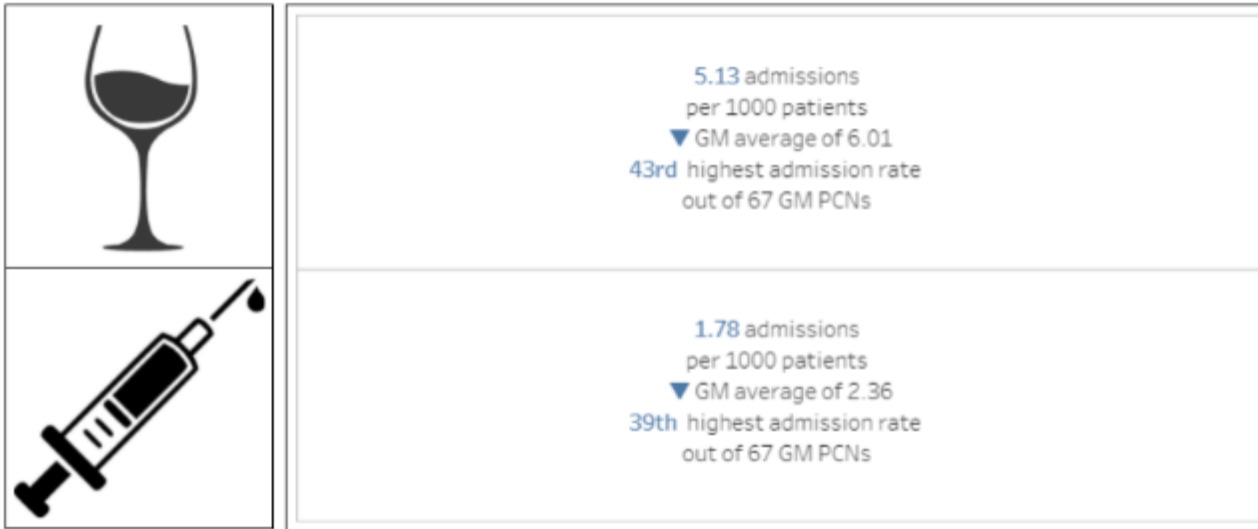 5.13 admissions
per 1000 patients
▼ GM average of 6.01
43rd highest admission rate
out of 67 GM PCNs
1.78 admissions
per 1000 patients
▼ GM average of 2.36
39th highest admission rate
out of 67 GM PCNs